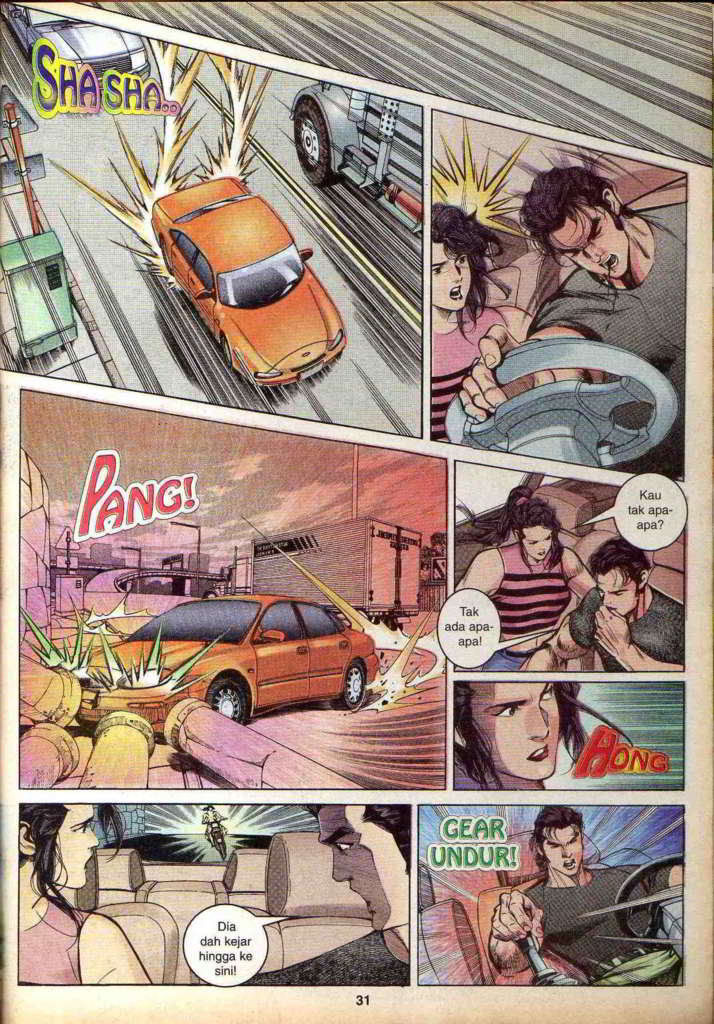 SHA SHA..
PANG!
Kau
tak apa-
apa?
Tak
ada apa-
apa!
HONG
Dia
dah kejar
hingga ke
sini!
GEAR
UNDUR!
31